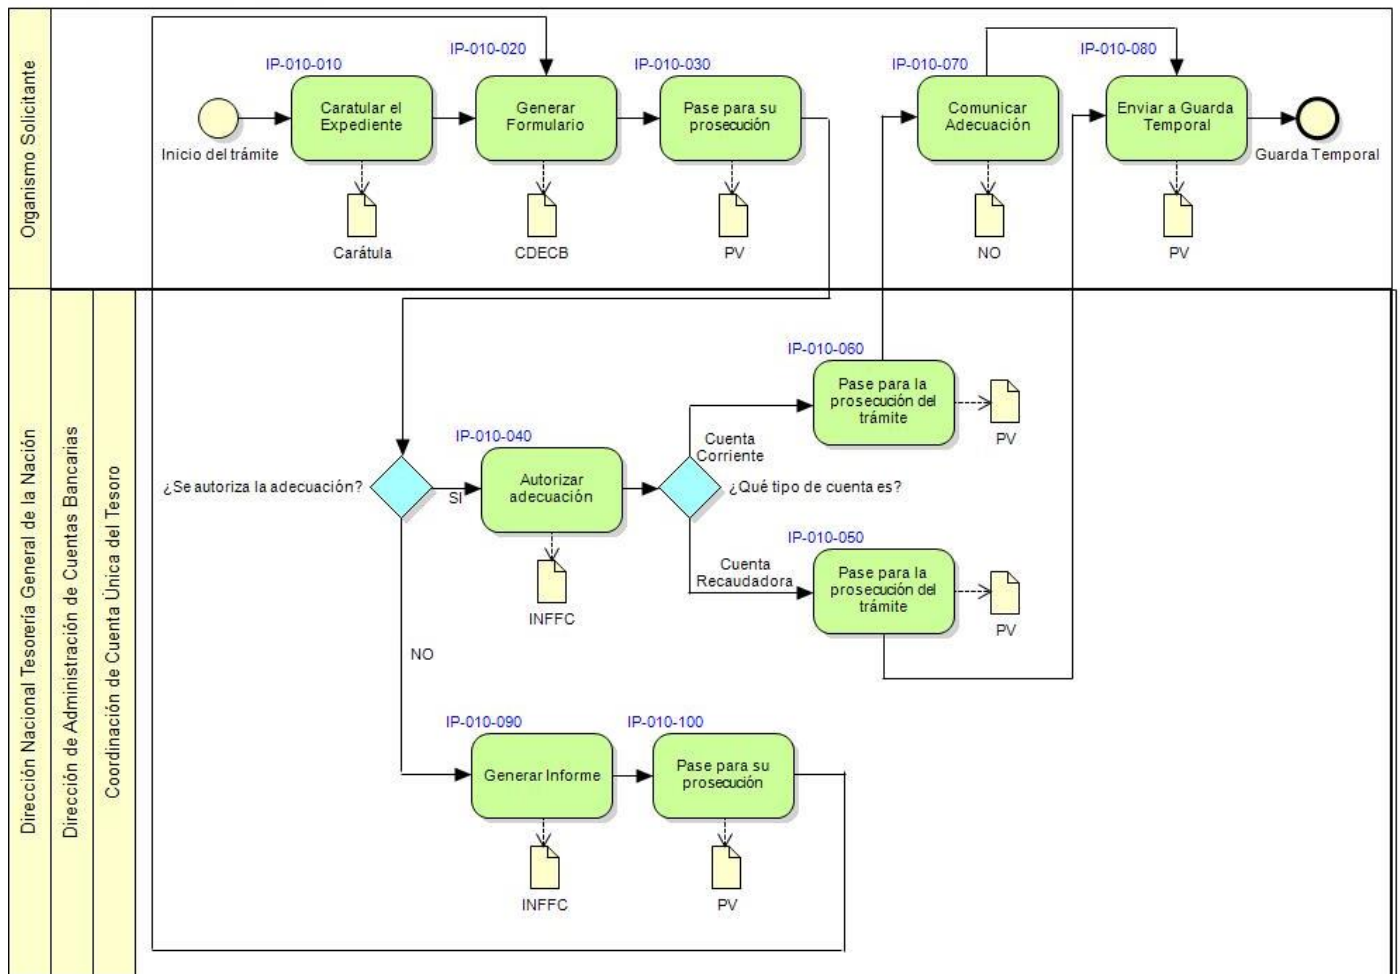 Organismo Solicitante
IP-010-010
IP-010-020
IP-010-030
IP-010-070
IP-010-080
Inicio del trámite
Caratular el
Expediente
Generar
Formulario
Pase para su
prosecución
Comunicar
Adecuación
Enviar a Guarda
Temporal
Guarda Temporal
Carátula
CDECB
PV
NO
PV
Dirección Nacional Tesorería General de la Nación
Dirección de Administración de Cuentas Bancarias
Coordinación de Cuenta Única del Tesoro
¿Se autoriza la adecuación?
SI
IP-010-040
Autorizar
adecuación
INFFC
¿Qué tipo de cuenta es?
Cuenta
Corriente
IP-010-060
Pase para la
prosecución del
trámite
PV
Cuenta
Recaudadora
IP-010-050
Pase para la
prosecución del
trámite
PV
NO
IP-010-090
Generar Informe
INFFC
IP-010-100
Pase para su
prosecución
PV